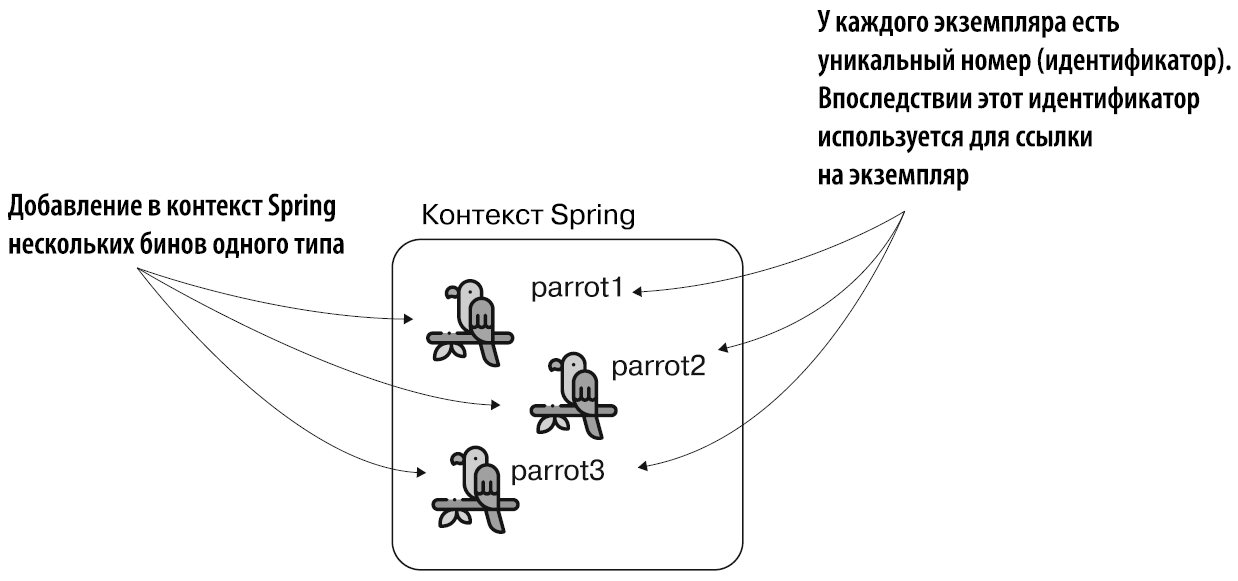 У каждого экземпляра есть
уникальный номер (идентификатор).
Впоследствии этот идентификатор
используется для ссылки
на экземпляр
Добавление в контекст Spring
нескольких бинов одного типа
Контекст Spring
parrot1
parrot2
parrot3